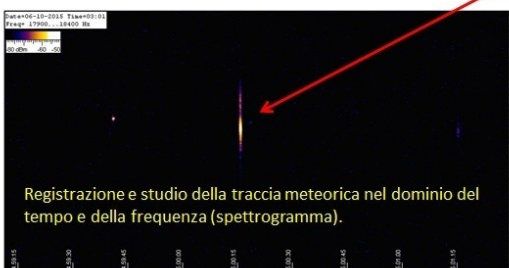 Date=06-10-2015 Time=03:01
Freq= 17900...18400 Hz
-80 dBm -60 -50
Registrazione e studio della traccia meteorica nel dominio del
tempo e della frequenza (spettrogramma).